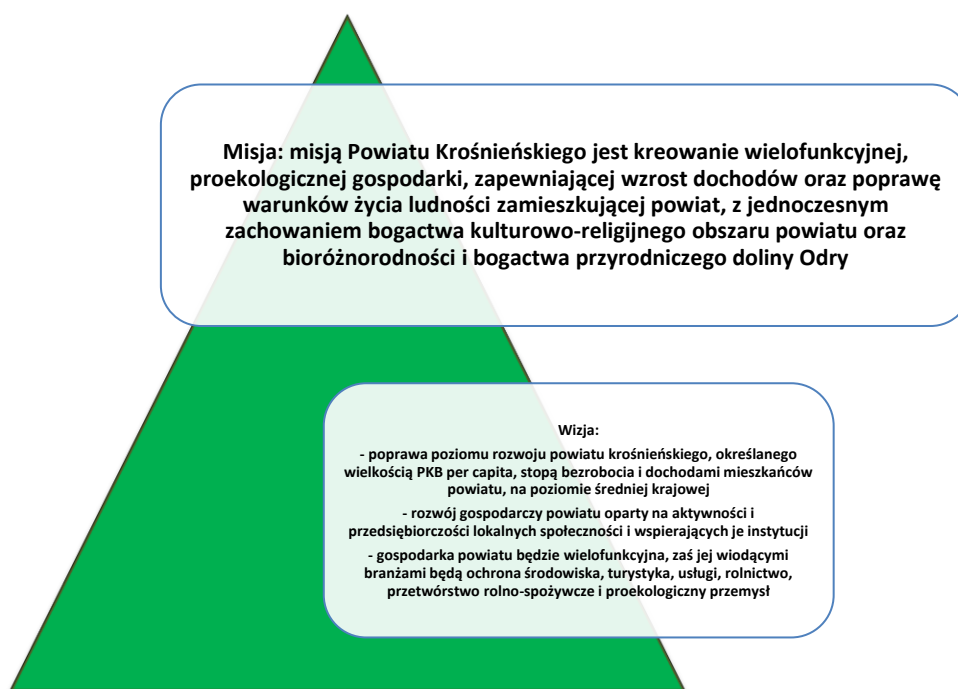 Misja: misją Powiatu Krośnieńskiego jest kreowanie wielofunkcyjnej,
proekologicznej gospodarki, zapewniającej wzrost dochodów oraz poprawę
warunków życia ludności zamieszkującej powiat, z jednoczesnym
zachowaniem bogactwa kulturowo-religijnego obszaru powiatu oraz
bioróżnorodności i bogactwa przyrodniczego doliny Odry
Wizja:
- poprawa poziomu rozwoju powiatu krośnieńskiego, określanego
wielkością PKB per capita, stopą bezrobocia i dochodami mieszkańców
powiatu, na poziomie średniej krajowej
- rozwój gospodarczy powiatu oparty na aktywności i
przedsiębiorczości lokalnych społeczności i wspierających je instytucji
- gospodarka powiatu będzie wielofunkcyjna, zaś jej wiodącymi
branżami będą ochrona środowiska, turystyka, usługi, rolnictwo,
przetwórstwo rolno-spożywcze i proekologiczny przemysł